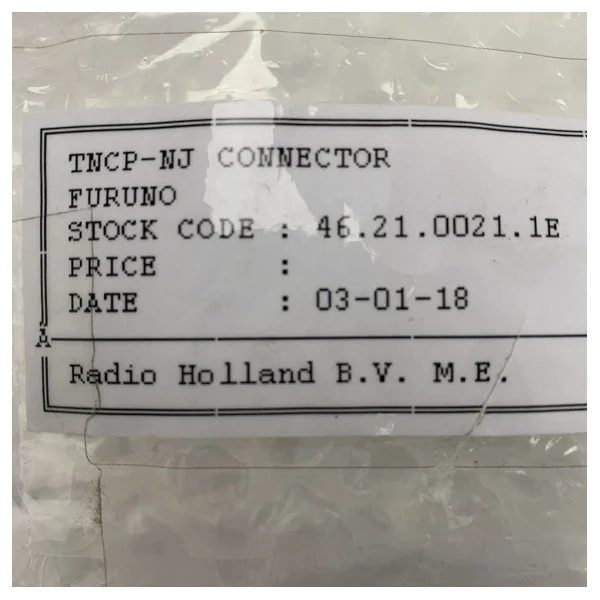 TNCP-NJ CONNECTOR
FURUNO
STOCK CODE : 46.21.0021.1E
PRICE :
DATE : 03-01-18
A
Radio Holland B.V. M.E.